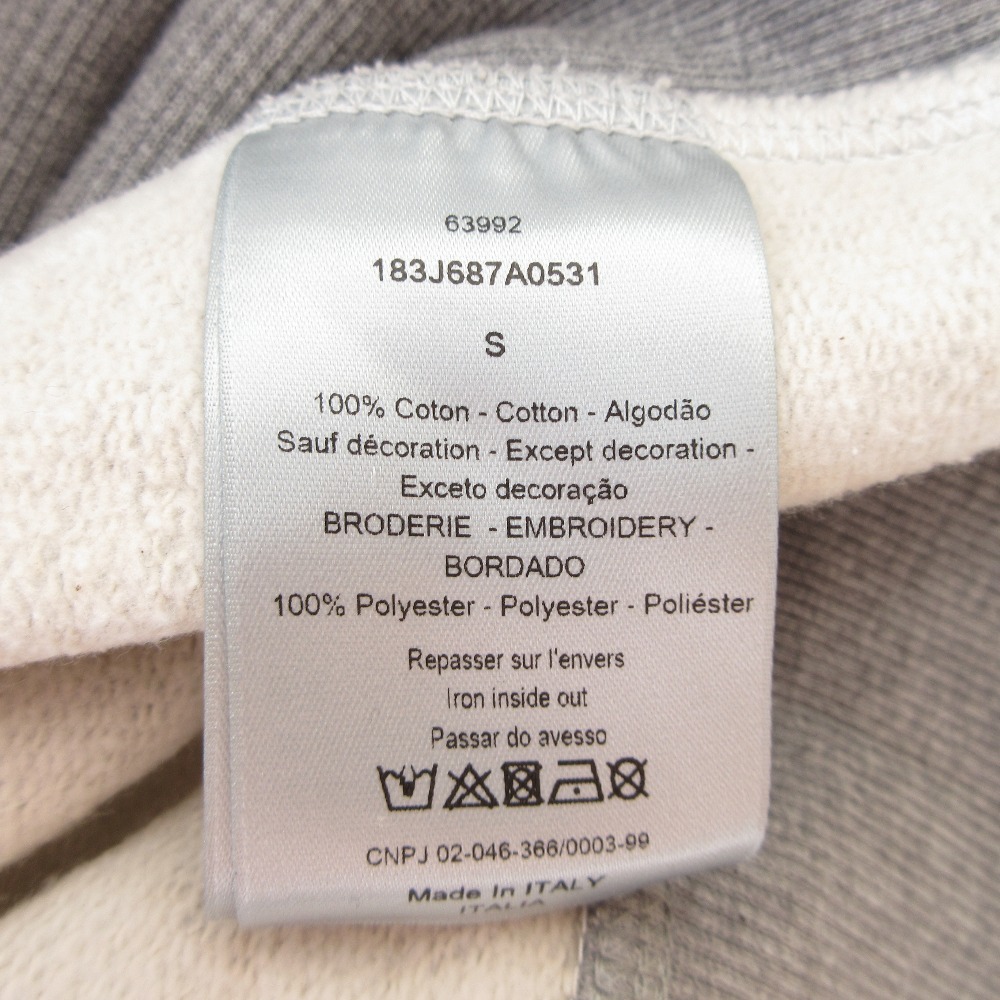 63992
183J687A0531
S
100% Coton - Cotton - Algodão
Sauf décoration - Except decoration -
Exceto decoração
BRODERIE - EMBROIDERY -
BORDADO
100% Polyester - Polyester - Poliéster
Repasser sur l'envers
Iron inside out
Passar do avesso
CNPJ 02-046-366/0003-99
Made In ITALY
ITALIA